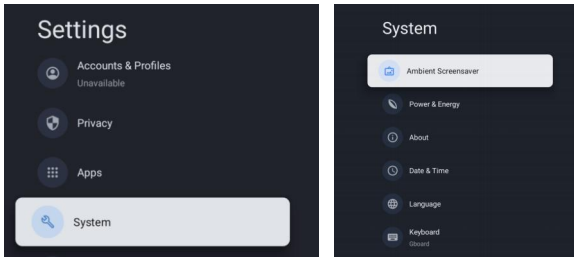 Settings
Accounts & Profiles
Unavailable
Privacy
Apps
System
System
Ambient Screensaver
Power & Energy
About
Date & Time
Language
Keyboard
Gboard